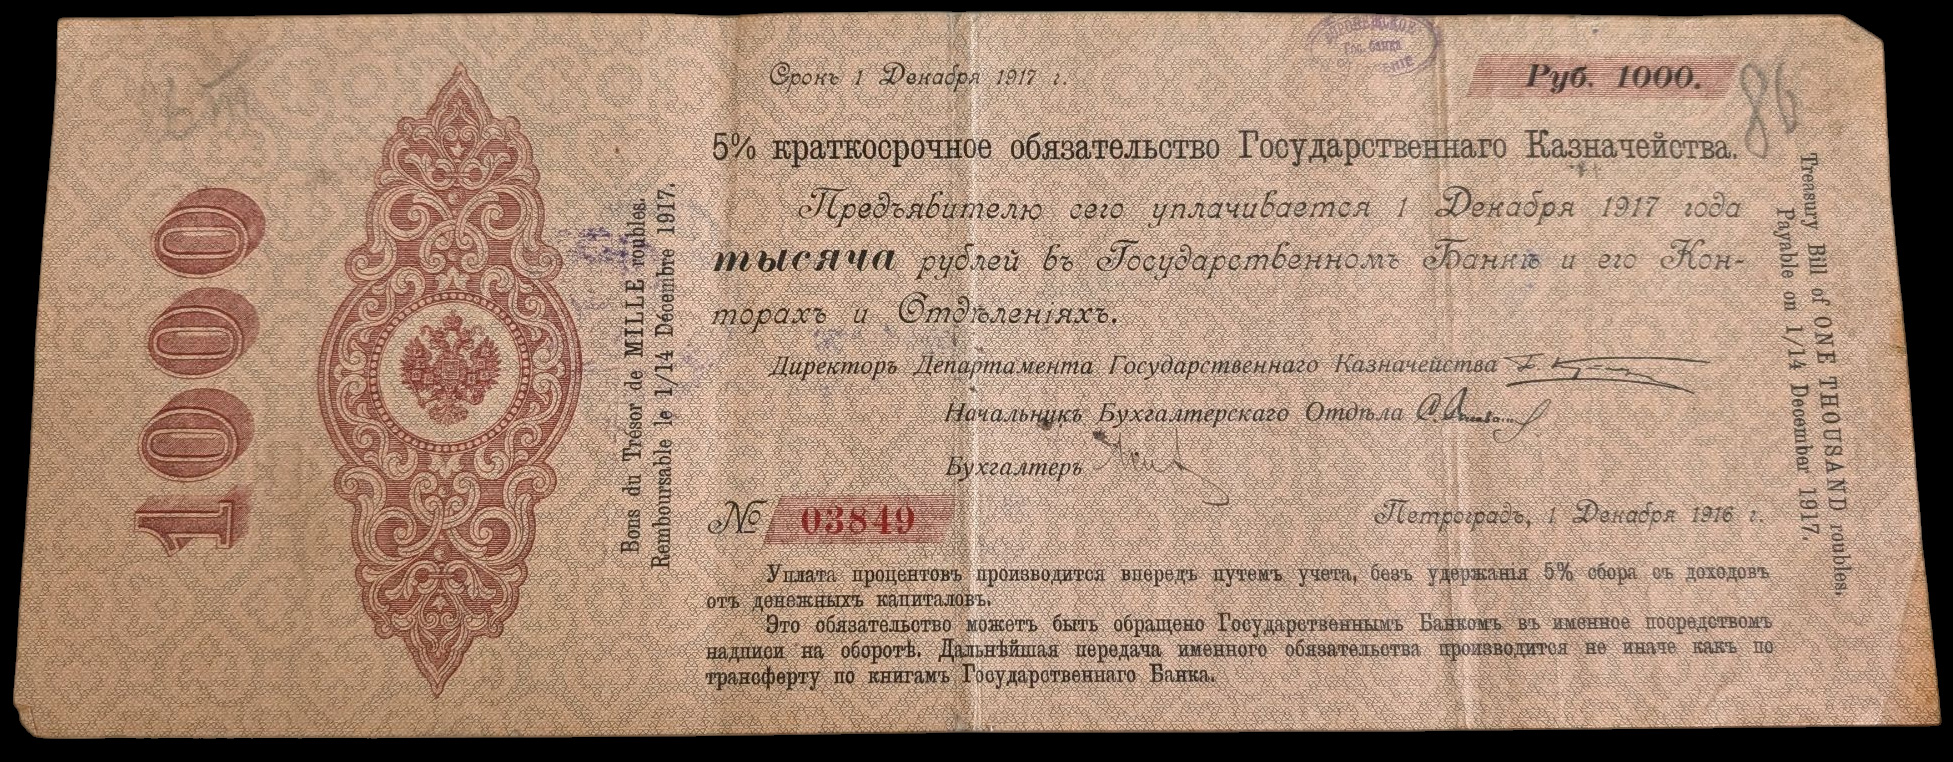 Гос. банка
Срокъ 1 Декабря 1917 г.
Руб. 1000.
86
5% краткосрочное обязательство Государственнаго Казначейства.
Предъявителю сего уплачивается 1 Декабря 1917 года
тысяча рублей въ Государственномъ Банкѣ и его Кон-
торахъ и Отдѣленіяхъ.
Директоръ Департамента Государственнаго Казначейства
Начальникъ Бухгалтерскаго Отдѣла
Бухгалтеръ
№ 03849
Петроградъ, 1 Декабря 1916 г.
Уплата процентовъ производится впередъ путемъ учета, безъ удержанія 5% сбора съ доходовъ
отъ денежныхъ капиталовъ.
Это обязательство можетъ быть обращено Государственнымъ Банкомъ въ именное посредствомъ
надписи на оборотѣ. Дальнѣйшая передача именного обязательства производится не иначе какъ по
трансферту по книгамъ Государственнаго Банка.
1000
Bons du Trésor de MILLE roubles.
Remboursable le 1/14 Décembre 1917.
Treasury Bill of ONE THOUSAND roubles.
Payable on 1/14 December 1917.